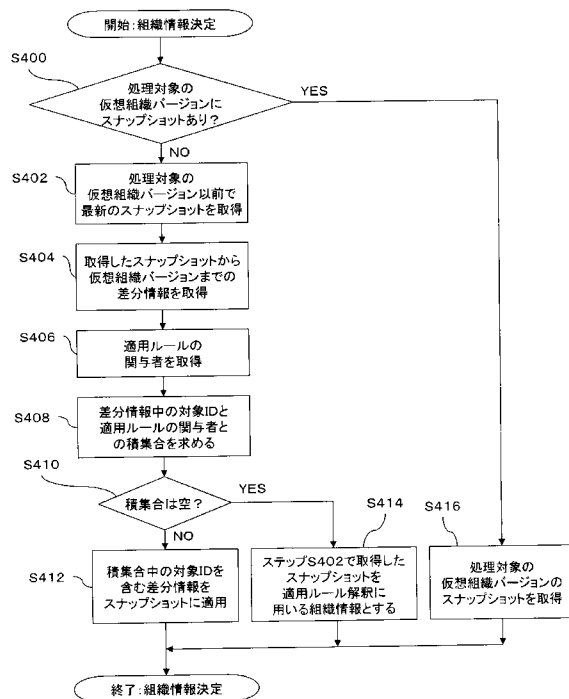 開始：組織情報決定
S400
処理対象の
仮想組織バージョンに
スナップショットあり？
YES
NO
S402
処理対象の
仮想組織バージョン以前で
最新のスナップショットを取得
S404
取得したスナップショットから
仮想組織バージョンまでの
差分情報を取得
S406
適用ルールの
関与者を取得
S408
差分情報中の対象IDと
適用ルールの関与者と
の積集合を求める
S410
積集合は空？
YES
NO
S412
積集合中の対象IDを
含む差分情報を
スナップショットに適用
S414
ステップS402で取得した
スナップショットを
適用ルール解釈に
用いる組織情報とする
S416
処理対象の
仮想組織バージョンの
スナップショットを取得
終了：組織情報決定